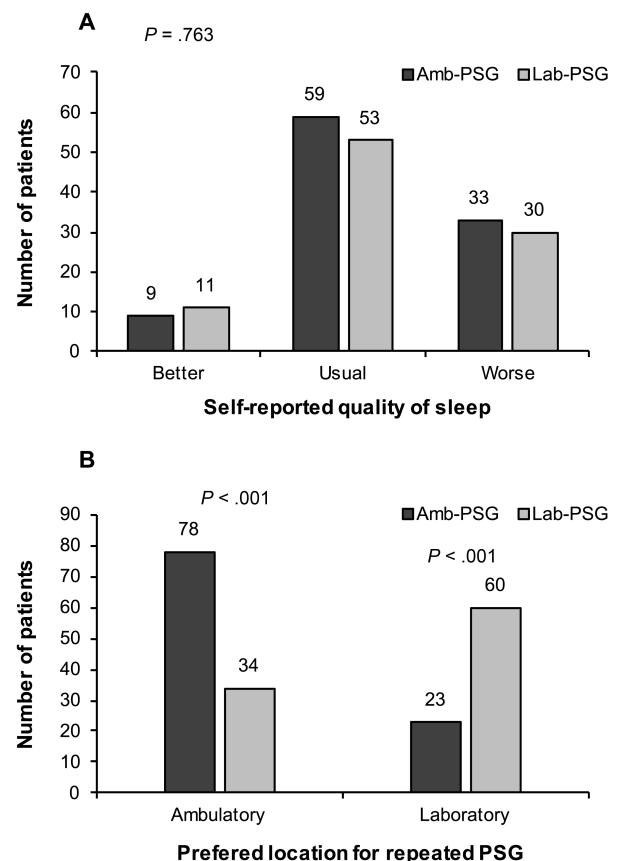 A
P = .763
Amb-PSG
Lab-PSG
70
60
50
40
30
20
10
0
Number of patients
59
53
33
30
9
11
Better
Usual
Worse
Self-reported quality of sleep
B
P < .001
Amb-PSG
Lab-PSG
P < .001
90
80
70
60
50
40
30
20
10
0
Number of patients
78
34
23
60
Ambulatory
Laboratory
Prefered location for repeated PSG